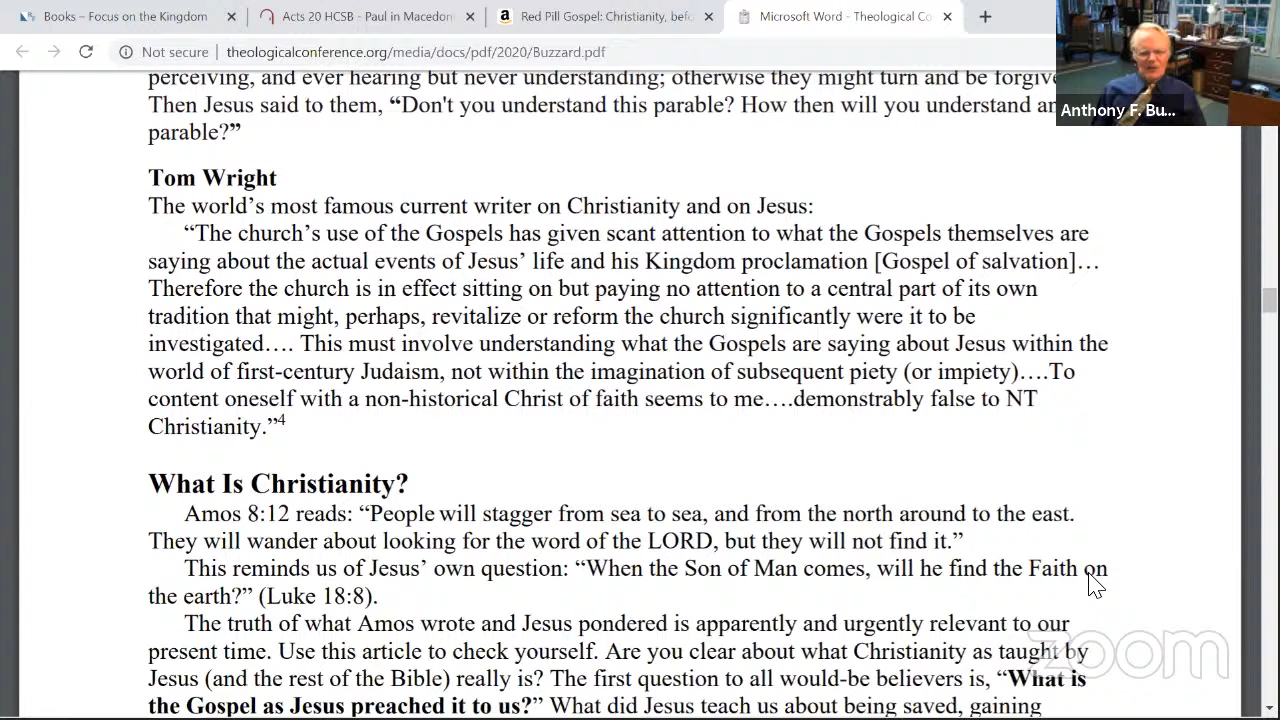 Books – Focus on the Kingdom
Acts 20 HCSB - Paul in Macedon
Red Pill Gospel: Christianity, bef
Microsoft Word - Theological Co
Not secure | theologicalconference.org/media/docs/pdf/2020/Buzzard.pdf
Anthony F. Bu...
perceiving, and ever hearing but never understanding; otherwise they might turn and be forgive
Then Jesus said to them, “Don't you understand this parable? How then will you understand an
parable?”
Tom Wright
The world’s most famous current writer on Christianity and on Jesus:
“The church’s use of the Gospels has given scant attention to what the Gospels themselves are
saying about the actual events of Jesus’ life and his Kingdom proclamation [Gospel of salvation]…
Therefore the church is in effect sitting on but paying no attention to a central part of its own
tradition that might, perhaps, revitalize or reform the church significantly were it to be
investigated…. This must involve understanding what the Gospels are saying about Jesus within the
world of first-century Judaism, not within the imagination of subsequent piety (or impiety)….To
content oneself with a non-historical Christ of faith seems to me….demonstrably false to NT
Christianity.”4
What Is Christianity?
Amos 8:12 reads: “People will stagger from sea to sea, and from the north around to the east.
They will wander about looking for the word of the LORD, but they will not find it.”
This reminds us of Jesus’ own question: “When the Son of Man comes, will he find the Faith on
the earth?” (Luke 18:8).
The truth of what Amos wrote and Jesus pondered is apparently and urgently relevant to our
present time. Use this article to check yourself. Are you clear about what Christianity as taught by
Jesus (and the rest of the Bible) really is? The first question to all would-be believers is, “What is
the Gospel as Jesus preached it to us?” What did Jesus teach us about being saved, gaining
zoom